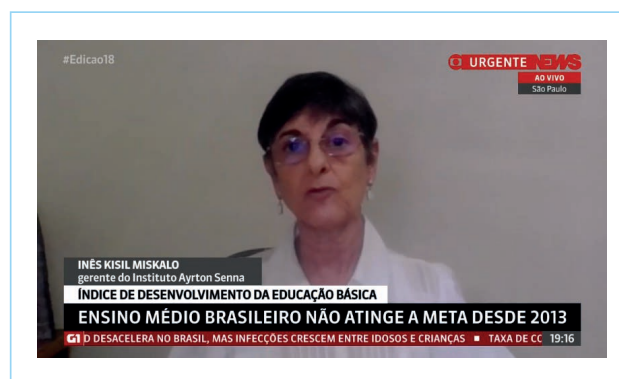 #Edicao18
URGENTE NEWS
AO VIVO
São Paulo
INÊS KISIL MISKALO
gerente do Instituto Ayrton Senna
ÍNDICE DE DESENVOLVIMENTO DA EDUCAÇÃO BÁSICA
ENSINO MÉDIO BRASILEIRO NÃO ATINGE A META DESDE 2013
G1 D DESACELERA NO BRASIL, MAS INFECÇÕES CRESCEM ENTRE IDOSOS E CRIANÇAS ■ TAXA DE CC 19:16